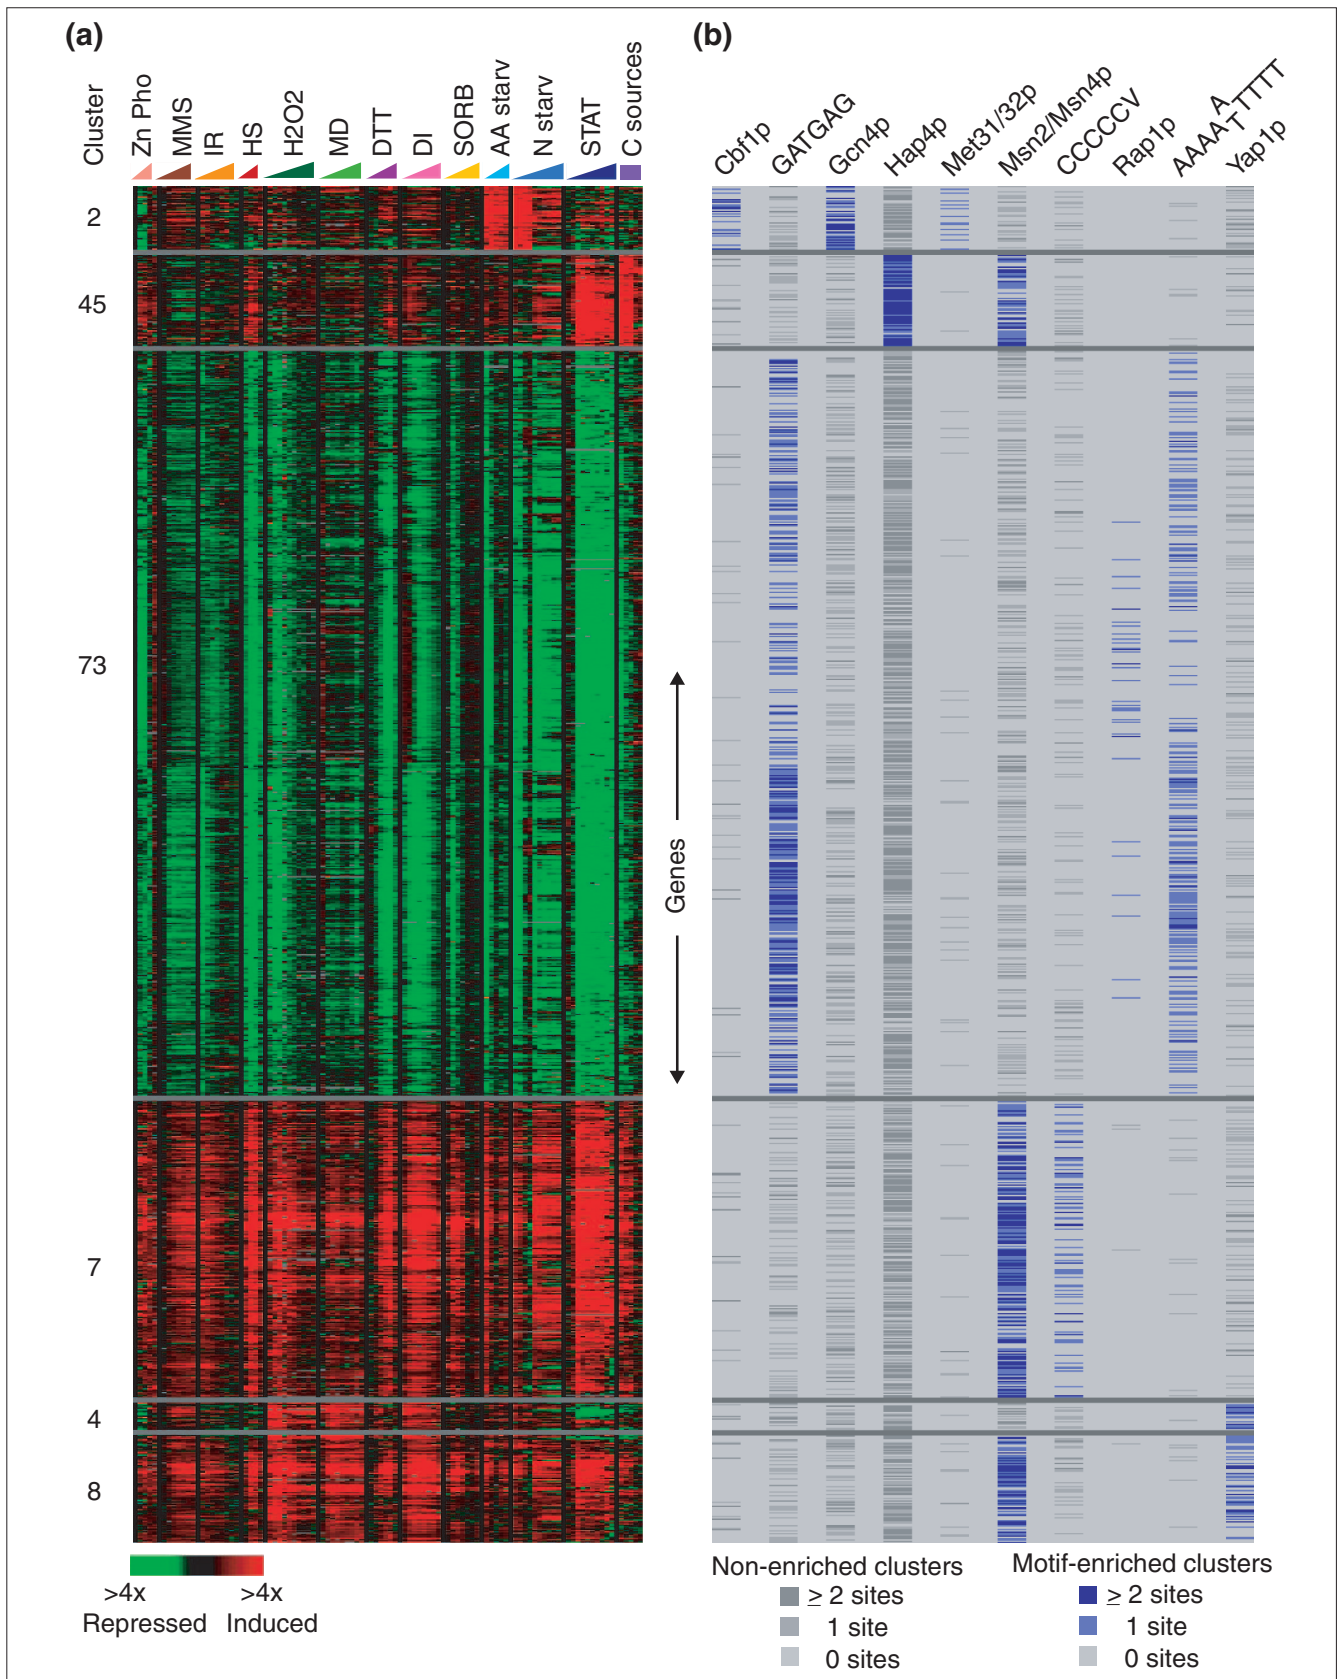 (a)
(b)
Cluster
Zn Pho
MMS
IR
HS
H2O2
MD
DTT
DI
SORB
AA starv
N starv
STAT
C sources
Cbf1p
GATGAG
Gcn4p
Hap4p
Met31/32p
Msn2/Msn4p
CCCCCV
Rap1p
AAAA A/T TTTTT
Yap1p
2
45
73
7
4
8
Genes
>4x >4x
Repressed Induced
Non-enriched clusters
≥ 2 sites
1 site
0 sites
Motif-enriched clusters
≥ 2 sites
1 site
0 sites